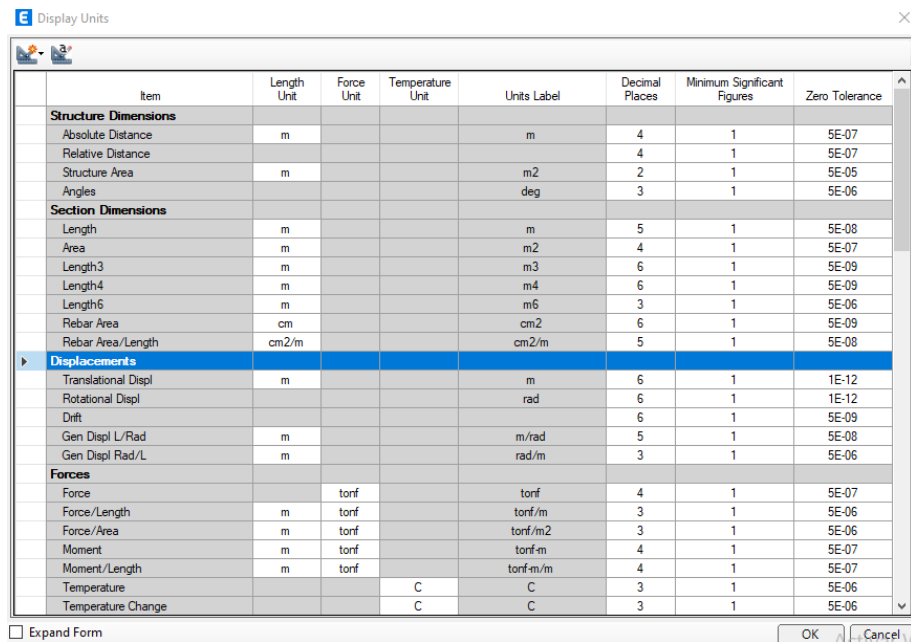 E Display Units
a
Item Length Unit Force Unit Temperature Unit Units Label Decimal Places Minimum Significant Figures Zero Tolerance
Structure Dimensions
Absolute Distance m m 4 1 5E-07
Relative Distance 4 1 5E-07
Structure Area m m2 2 1 5E-05
Angles deg 3 1 5E-06
Section Dimensions
Length m m 5 1 5E-08
Area m m2 4 1 5E-07
Length3 m m3 6 1 5E-09
Length4 m m4 6 1 5E-09
Length6 m m6 3 1 5E-06
Rebar Area cm cm2 6 1 5E-09
Rebar Area/Length cm2/m cm2/m 5 1 5E-08
Displacements
Translational Displ m m 6 1 1E-12
Rotational Displ rad 6 1 1E-12
Drift 6 1 5E-09
Gen Displ L/Rad m m/rad 5 1 5E-08
Gen Displ Rad/L m rad/m 3 1 5E-06
Forces
Force tonf tonf 4 1 5E-07
Force/Length m tonf tonf/m 3 1 5E-06
Force/Area m tonf tonf/m2 3 1 5E-06
Moment m tonf tonf-m 4 1 5E-07
Moment/Length m tonf tonf-m/m 4 1 5E-07
Temperature C C 3 1 5E-06
Temperature Change C C 3 1 5E-06
Expand Form OK Cancel